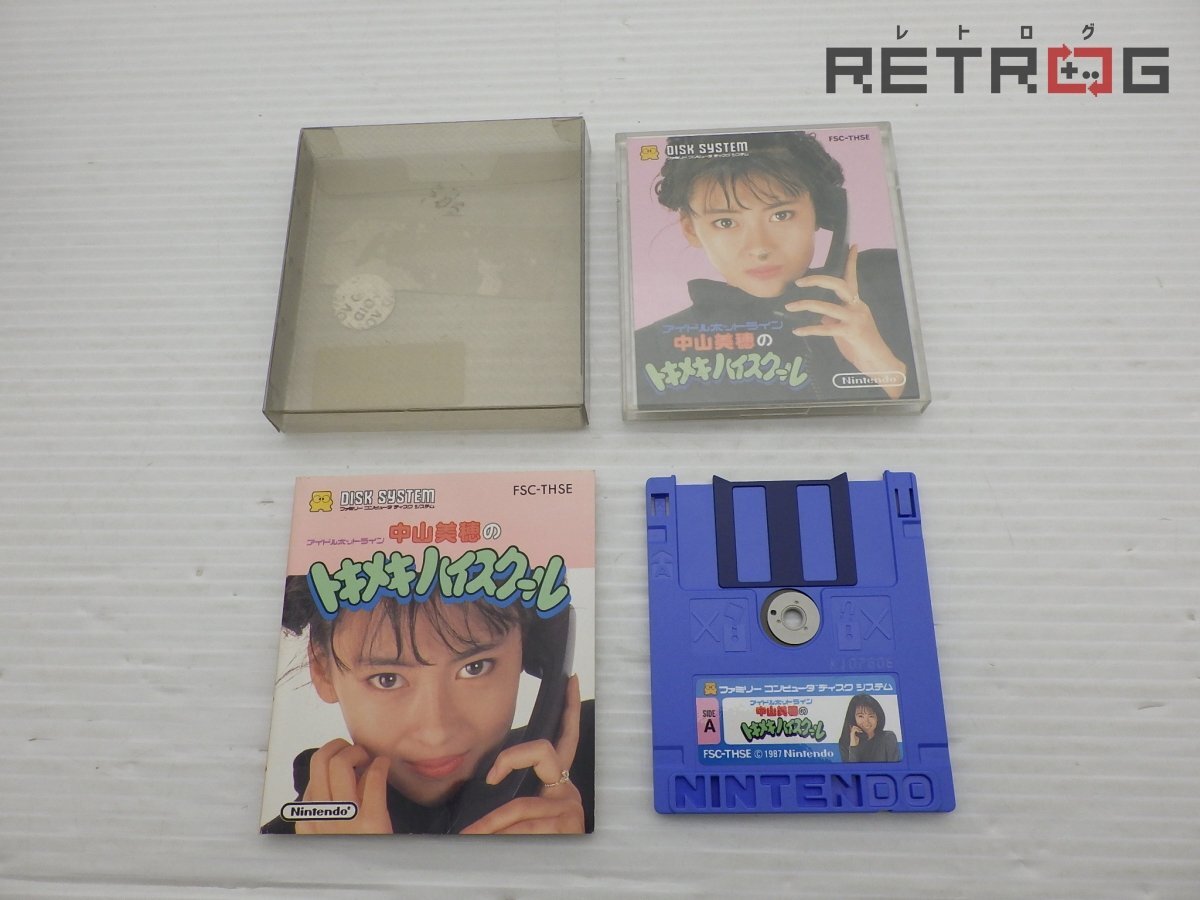 レトログ
RETROG
DISK SYSTEM
ファミリー コンピュータ ディスク システム
FSC-THSE
アイドルホットライン
中山美穂の
トキメキハイスクール
Nintendo
DISK SYSTEM
ファミリー コンピュータ ディスク システム
FSC-THSE
アイドルホットライン 中山美穂の
トキメキハイスクール
Nintendo®
ファミリー コンピュータ ディスク システム
SIDE
A
アイドルホットライン
中山美穂の
トキメキハイスクール
FSC-THSE © 1987 Nintendo
NINTENDO